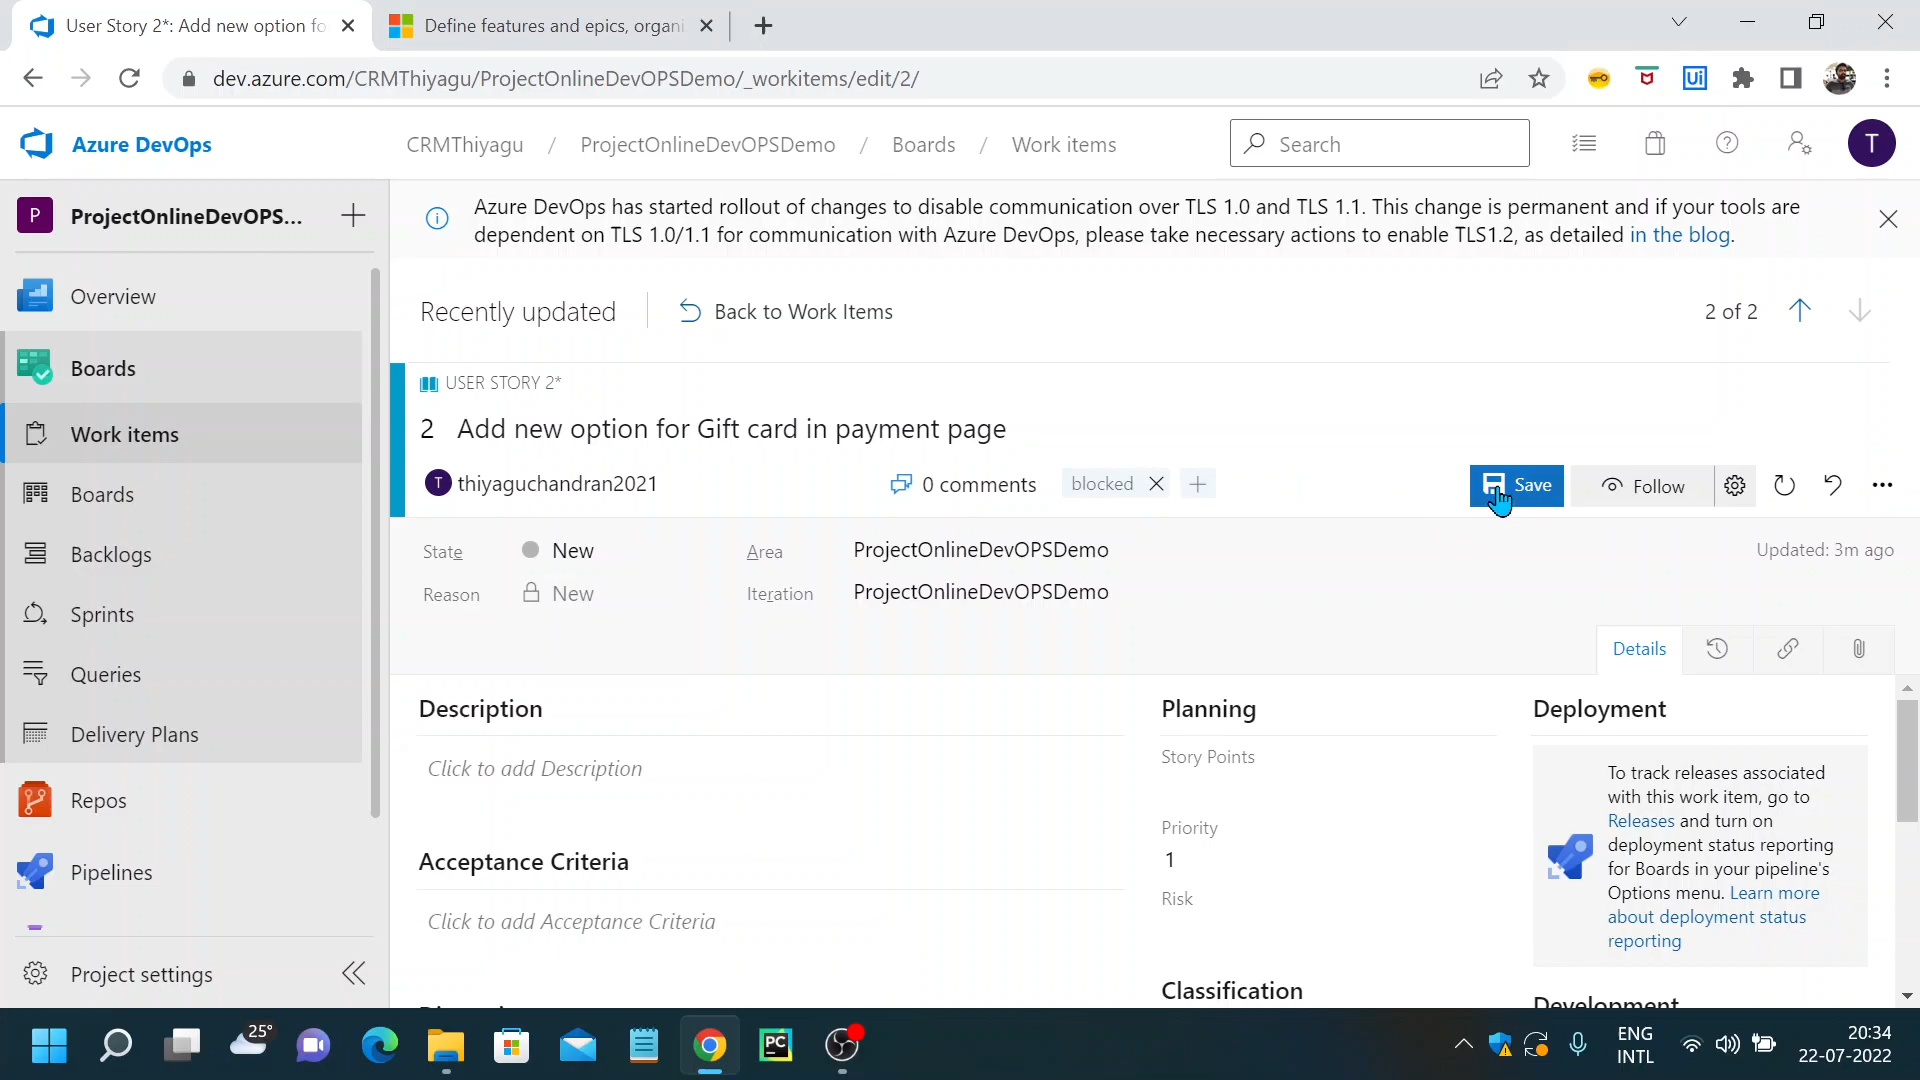 User Story 2*: Add new option fo
Define features and epics, organi
dev.azure.com/CRMThiyagu/ProjectOnlineDevOPSDemo/_workitems/edit/2/
Ui
Azure DevOps
CRMThiyagu / ProjectOnlineDevOPSDemo / Boards / Work items
Search
T
P ProjectOnlineDevOPS...
Azure DevOps has started rollout of changes to disable communication over TLS 1.0 and TLS 1.1. This change is permanent and if your tools are
dependent on TLS 1.0/1.1 for communication with Azure DevOps, please take necessary actions to enable TLS1.2, as detailed in the blog.
Overview
Boards
Work items
Boards
Backlogs
Sprints
Queries
Delivery Plans
Repos
Pipelines
Project settings
Recently updated
Back to Work Items
2 of 2
USER STORY 2*
2 Add new option for Gift card in payment page
T thiyaguchandran2021
0 comments
blocked
Save
Follow
State New
Area ProjectOnlineDevOPSDemo
Updated: 3m ago
Reason New
Iteration ProjectOnlineDevOPSDemo
Details
Description
Click to add Description
Acceptance Criteria
Click to add Acceptance Criteria
Planning
Story Points
Priority
1
Risk
Classification
Deployment
To track releases associated
with this work item, go to
Releases and turn on
deployment status reporting
for Boards in your pipeline's
Options menu. Learn more
about deployment status
reporting
Development
25°
PC
ENG
INTL
20:34
22-07-2022